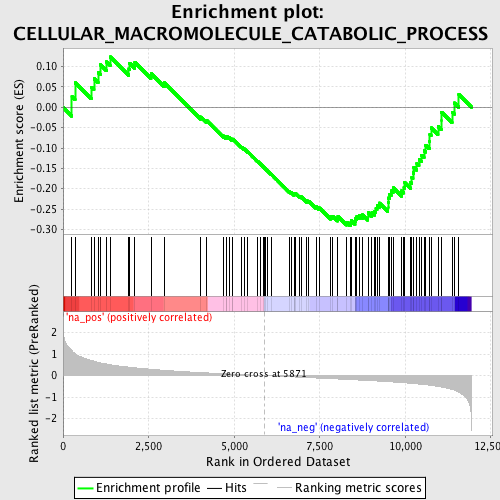 Enrichment plot:
CELLULAR_MACROMOLECULE_CATABOLIC_PROCESS
Enrichment score (ES)
0.10
0.05
0.00
-0.05
-0.10
-0.15
-0.20
-0.25
-0.30
'na_pos' (positively correlated)
Ranked list metric (PreRanked)
2
1
0
-1
-2
Zero cross at 5871
'na_neg' (negatively correlated)
0
2,500
5,000
7,500
10,000
12,500
Rank in Ordered Dataset
Enrichment profile
Hits
Ranking metric scores